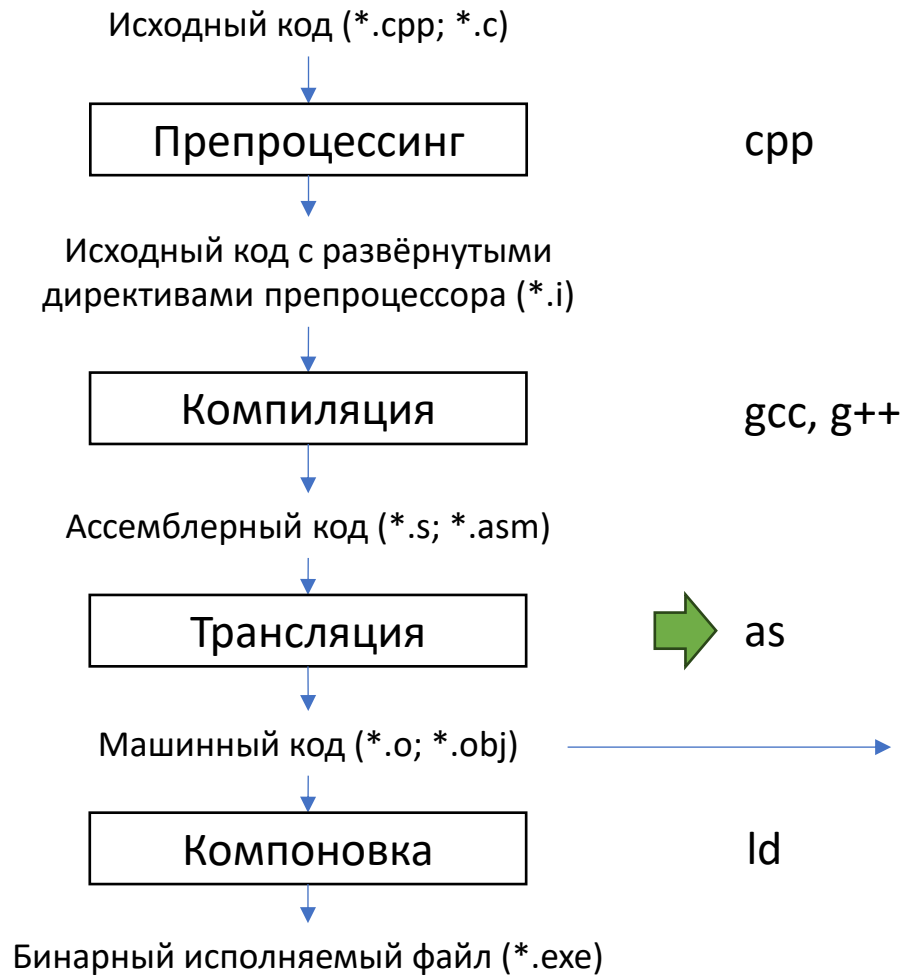 Исходный код (*.cpp; *.c)
Препроцессинг
cpp
Исходный код с развёрнутыми
директивами препроцессора (*.i)
Компиляция
gcc, g++
Ассемблерный код (*.s; *.asm)
Трансляция
as
Машинный код (*.o; *.obj)
Компоновка
ld
Бинарный исполняемый файл (*.exe)